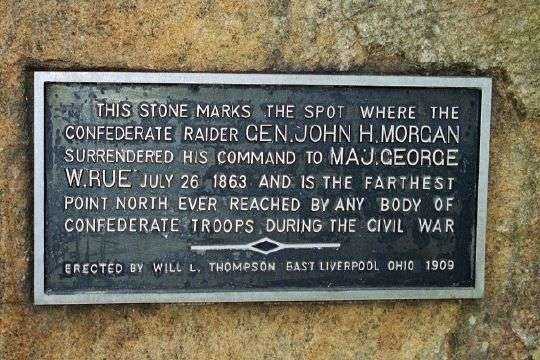 THIS STONE MARKS THE SPOT WHERE THE
CONFEDERATE RAIDER GEN. JOHN H. MORGAN
SURRENDERED HIS COMMAND TO MAJ. GEORGE
W. RUE JULY 26 1863 AND IS THE FARTHEST
POINT NORTH EVER REACHED BY ANY BODY OF
CONFEDERATE TROOPS DURING THE CIVIL WAR
ERECTED BY WILL L. THOMPSON EAST LIVERPOOL OHIO 1909